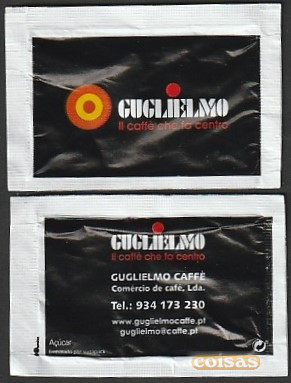 GUGLIELMO
Il caffè che fa centro
GUGLIELMO
Il caffè che fa centro
GUGLIELMO CAFFÈ
Comércio de café, Lda.
Tel.: 934 173 230
www.guglielmocaffe.pt
guglielmo@caffe.pt
Açúcar
coisas